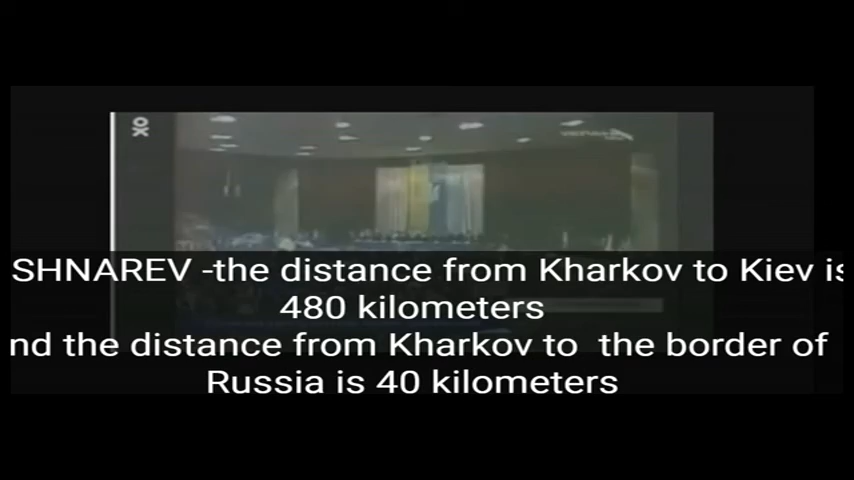 SHNAREV -the distance from Kharkov to Kiev is
480 kilometers
nd the distance from Kharkov to the border of
Russia is 40 kilometers